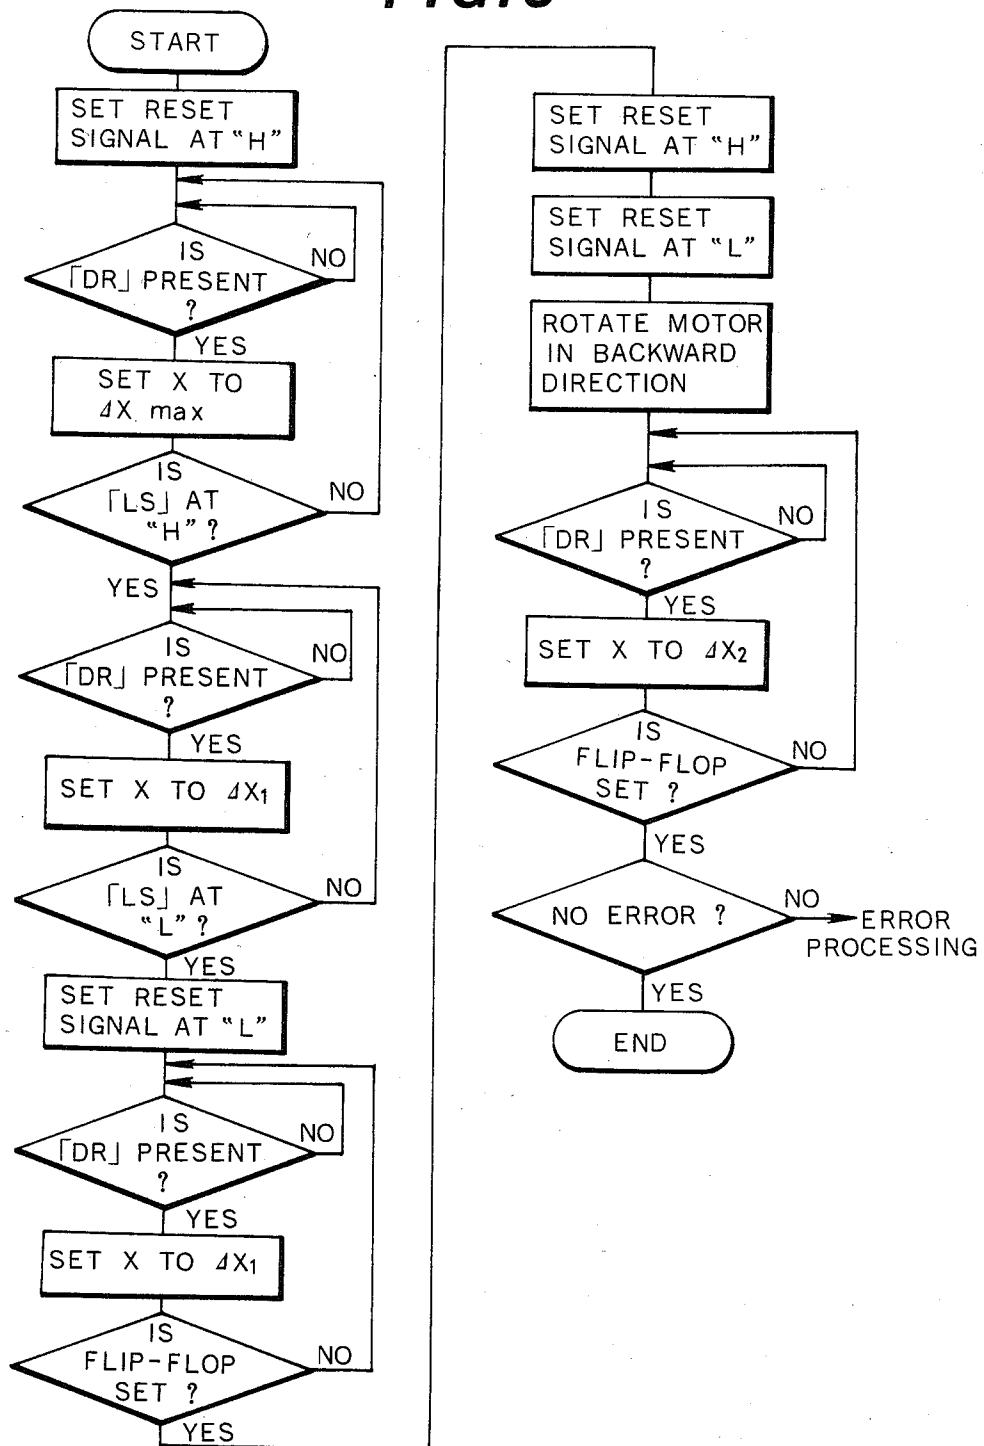 START
SET RESET
SIGNAL AT "H"
IS
「DR」 PRESENT
?
NO
YES
SET X TO
ΔX max
IS
「LS」 AT
"H" ?
NO
YES
IS
「DR」 PRESENT
?
NO
YES
SET X TO ΔX1
IS
「LS」 AT
"L" ?
NO
YES
SET RESET
SIGNAL AT "L"
IS
「DR」 PRESENT
?
NO
YES
SET X TO ΔX1
IS
FLIP-FLOP
SET ?
NO
YES
SET RESET
SIGNAL AT "H"
SET RESET
SIGNAL AT "L"
ROTATE MOTOR
IN BACKWARD
DIRECTION
IS
「DR」 PRESENT
?
NO
YES
SET X TO ΔX2
IS
FLIP-FLOP
SET ?
NO
YES
NO ERROR ?
NO
ERROR
PROCESSING
YES
END